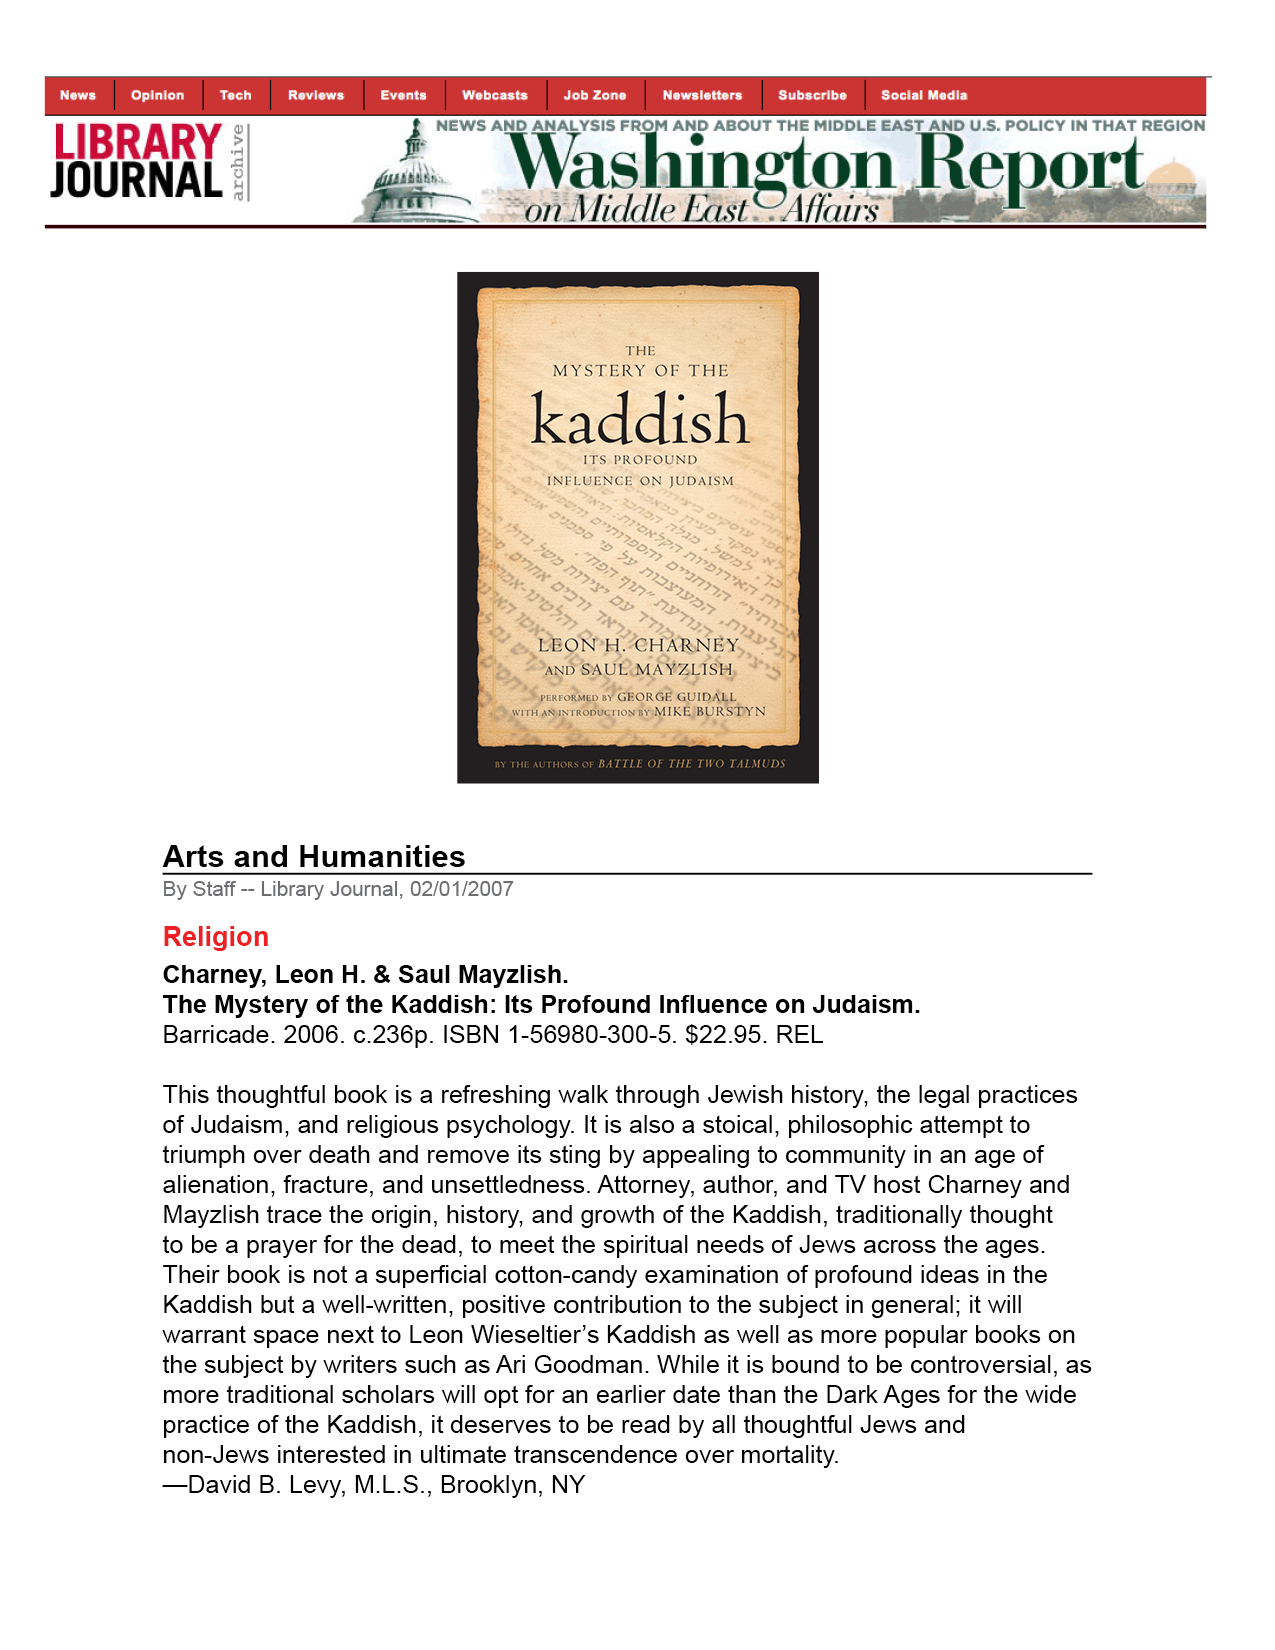 News Opinion Tech Reviews Events Webcasts Job Zone Newsletters Subscribe Social Media
LIBRARY
JOURNAL
archive
NEWS AND ANALYSIS FROM AND ABOUT THE MIDDLE EAST AND U.S. POLICY IN THAT REGION
Washington Report
on Middle East Affairs
THE
MYSTERY OF THE
kaddish
ITS PROFOUND
INFLUENCE ON JUDAISM
LEON H. CHARNEY
AND SAUL MAYZLISH
PERFORMED BY GEORGE GUIDALL
WITH AN INTRODUCTION BY MIKE BURSTYN
BY THE AUTHORS OF BATTLE OF THE TWO TALMUDS
Arts and Humanities
By Staff -- Library Journal, 02/01/2007
Religion
Charney, Leon H. & Saul Mayzlish.
The Mystery of the Kaddish: Its Profound Influence on Judaism.
Barricade. 2006. c.236p. ISBN 1-56980-300-5. $22.95. REL
This thoughtful book is a refreshing walk through Jewish history, the legal practices
of Judaism, and religious psychology. It is also a stoical, philosophic attempt to
triumph over death and remove its sting by appealing to community in an age of
alienation, fracture, and unsettledness. Attorney, author, and TV host Charney and
Mayzlish trace the origin, history, and growth of the Kaddish, traditionally thought
to be a prayer for the dead, to meet the spiritual needs of Jews across the ages.
Their book is not a superficial cotton-candy examination of profound ideas in the
Kaddish but a well-written, positive contribution to the subject in general; it will
warrant space next to Leon Wieseltier’s Kaddish as well as more popular books on
the subject by writers such as Ari Goodman. While it is bound to be controversial, as
more traditional scholars will opt for an earlier date than the Dark Ages for the wide
practice of the Kaddish, it deserves to be read by all thoughtful Jews and
non-Jews interested in ultimate transcendence over mortality.
—David B. Levy, M.L.S., Brooklyn, NY